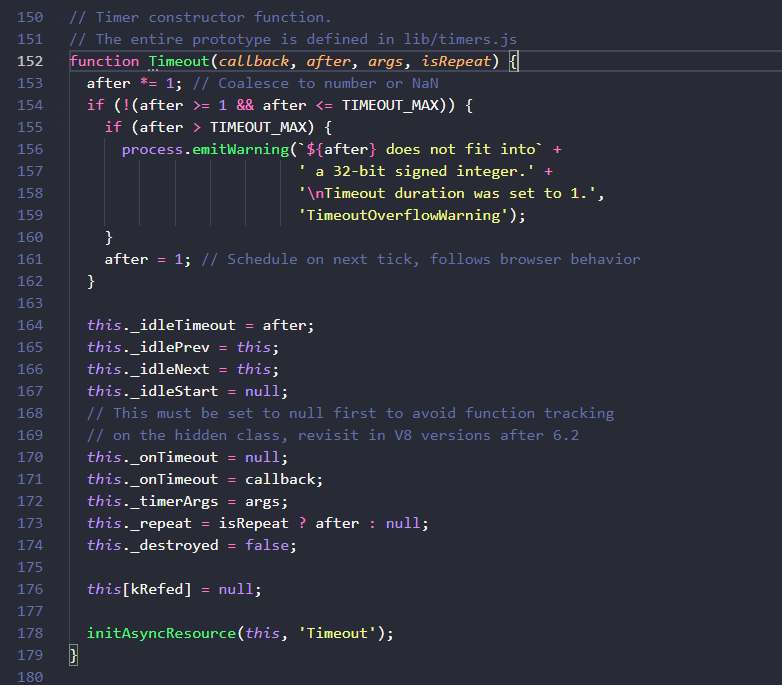 150 // Timer constructor function.
151 // The entire prototype is defined in lib/timers.js
152 function Timeout(callback, after, args, isRepeat) {
153   after *= 1; // Coalesce to number or NaN
154   if (!(after >= 1 && after <= TIMEOUT_MAX)) {
155     if (after > TIMEOUT_MAX) {
156       process.emitWarning(`${after} does not fit into` +
157                           ' a 32-bit signed integer.' +
158                           '\nTimeout duration was set to 1.',
159                           'TimeoutOverflowWarning');
160     }
161     after = 1; // Schedule on next tick, follows browser behavior
162   }
163
164   this._idleTimeout = after;
165   this._idlePrev = this;
166   this._idleNext = this;
167   this._idleStart = null;
168   // This must be set to null first to avoid function tracking
169   // on the hidden class, revisit in V8 versions after 6.2
170   this._onTimeout = null;
171   this._onTimeout = callback;
172   this._timerArgs = args;
173   this._repeat = isRepeat ? after : null;
174   this._destroyed = false;
175
176   this[kRefed] = null;
177
178   initAsyncResource(this, 'Timeout');
179 }
180